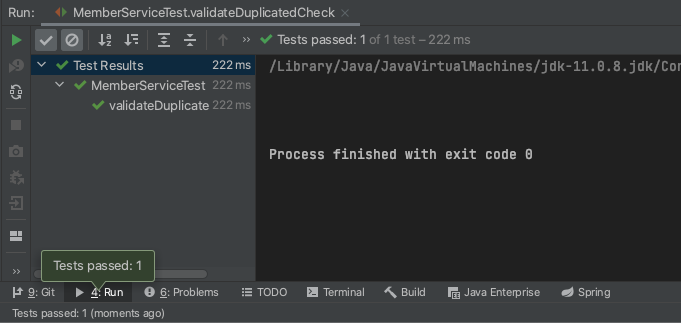 Run: MemberServiceTest.validateDuplicatedCheck ×
Tests passed: 1 of 1 test – 222 ms
Test Results 222 ms
MemberServiceTest 222 ms
validateDuplicate 222 ms
/Library/Java/JavaVirtualMachines/jdk-11.0.8.jdk/Con
Process finished with exit code 0
Tests passed: 1
9: Git 4: Run 6: Problems TODO Terminal Build Java Enterprise Spring
Tests passed: 1 (moments ago)